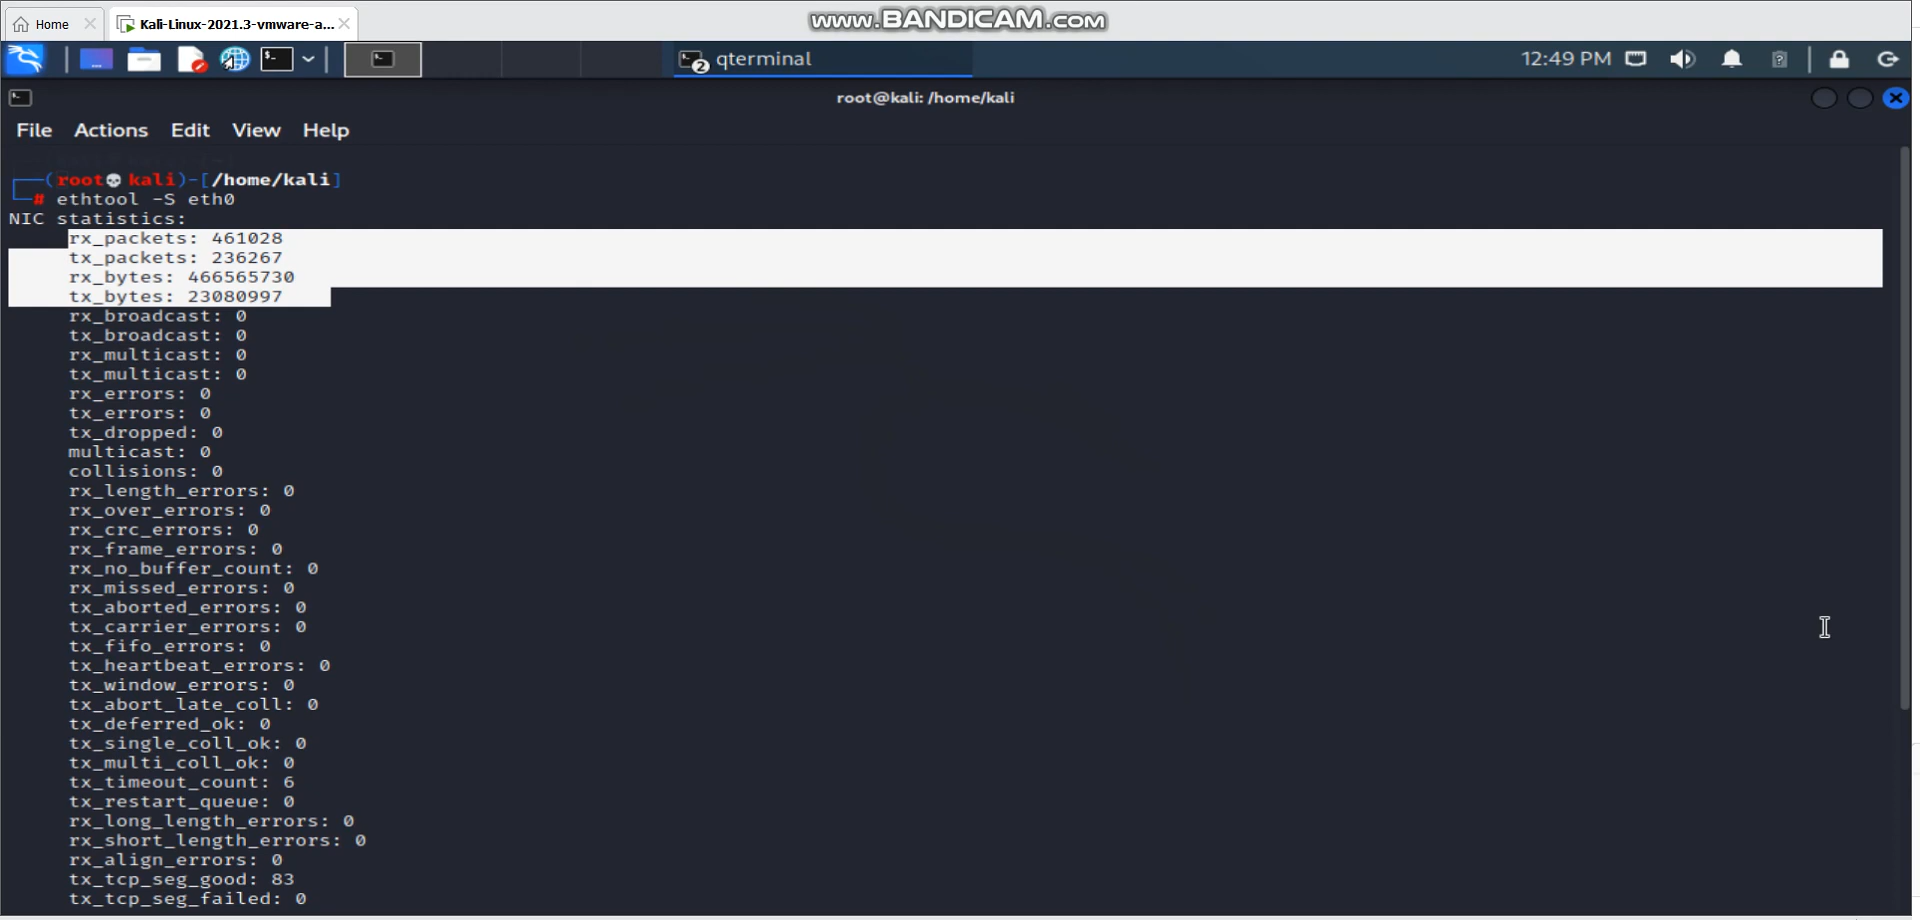 Home
Kali-Linux-2021.3-vmware-a...
www.BANDICAM.com
2 qterminal
12:49 PM
root@kali: /home/kali
File Actions Edit View Help
(root💀kali)-[/home/kali]
# ethtool -S eth0
NIC statistics:
rx_packets: 461028
tx_packets: 236267
rx_bytes: 466565730
tx_bytes: 23080997
rx_broadcast: 0
tx_broadcast: 0
rx_multicast: 0
tx_multicast: 0
rx_errors: 0
tx_errors: 0
tx_dropped: 0
multicast: 0
collisions: 0
rx_length_errors: 0
rx_over_errors: 0
rx_crc_errors: 0
rx_frame_errors: 0
rx_no_buffer_count: 0
rx_missed_errors: 0
tx_aborted_errors: 0
tx_carrier_errors: 0
tx_fifo_errors: 0
tx_heartbeat_errors: 0
tx_window_errors: 0
tx_abort_late_coll: 0
tx_deferred_ok: 0
tx_single_coll_ok: 0
tx_multi_coll_ok: 0
tx_timeout_count: 6
tx_restart_queue: 0
rx_long_length_errors: 0
rx_short_length_errors: 0
rx_align_errors: 0
tx_tcp_seg_good: 83
tx_tcp_seg_failed: 0